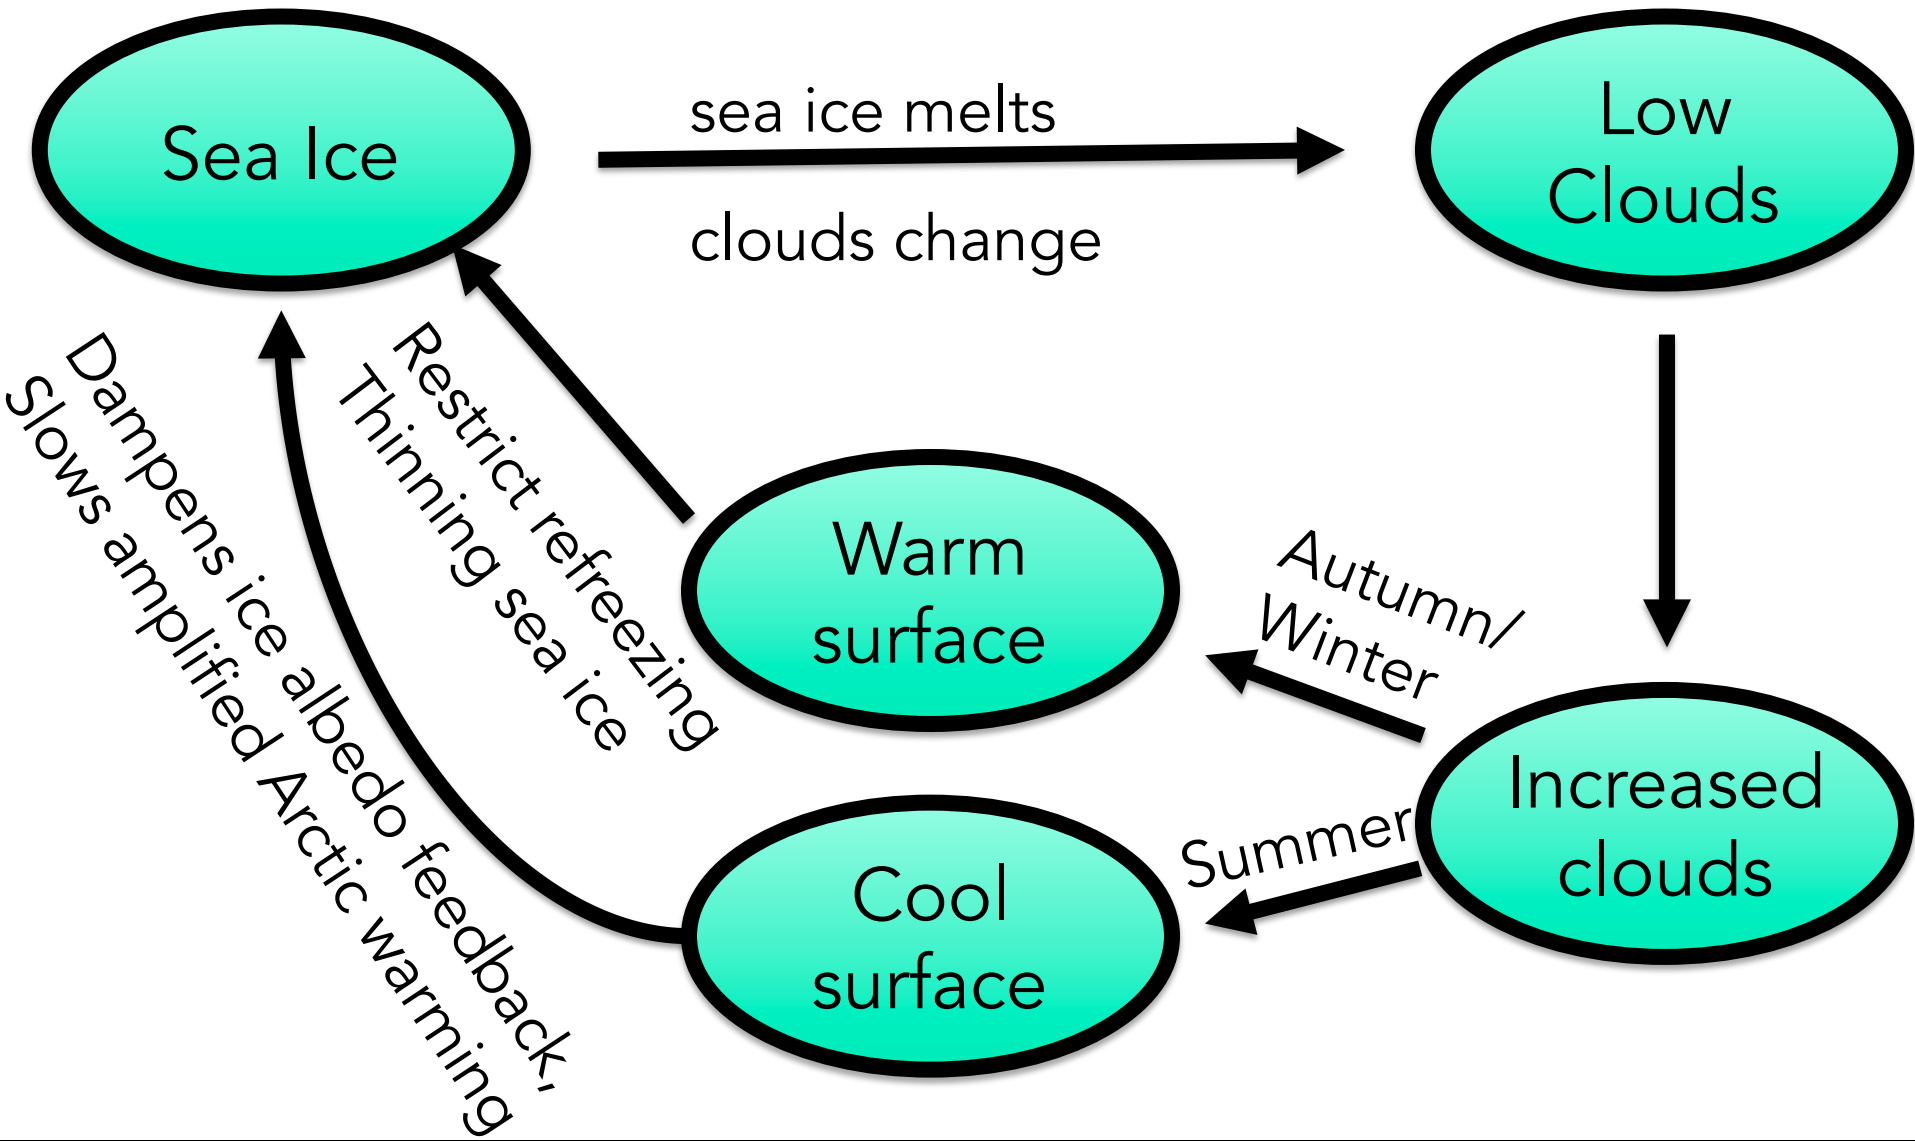 Sea Ice
sea ice melts
clouds change
Low
Clouds
Restrict refreezing
Thinning sea ice
Dampens ice albedo feedback,
Slows amplified Arctic warming
Warm
surface
Autumn/
Winter
Increased
clouds
Summer
Cool
surface